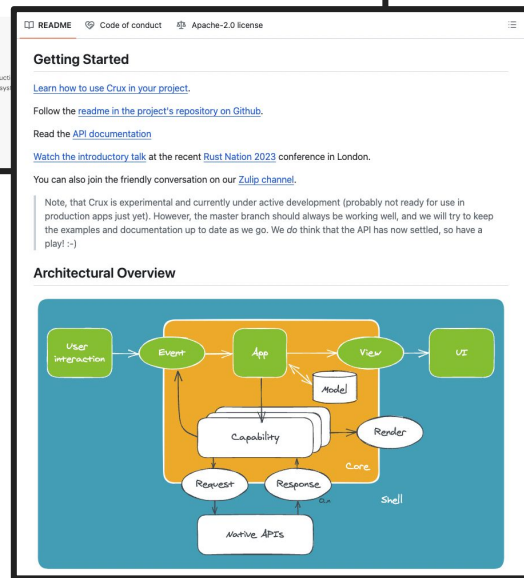 README
Code of conduct
Apache-2.0 license
Getting Started
Learn how to use Crux in your project.
Follow the readme in the project's repository on Github.
Read the API documentation
Watch the introductory talk at the recent Rust Nation 2023 conference in London.
You can also join the friendly conversation on our Zulip channel.
Note, that Crux is experimental and currently under active development (probably not ready for use in
production apps just yet). However, the master branch should always be working well, and we will try to keep
the examples and documentation up to date as we go. We do think that the API has now settled, so have a
play! :-)
Architectural Overview
User
interaction
Event
App
View
UI
Model
Capability
Render
Core
Request
Response
Shell
Native APIs